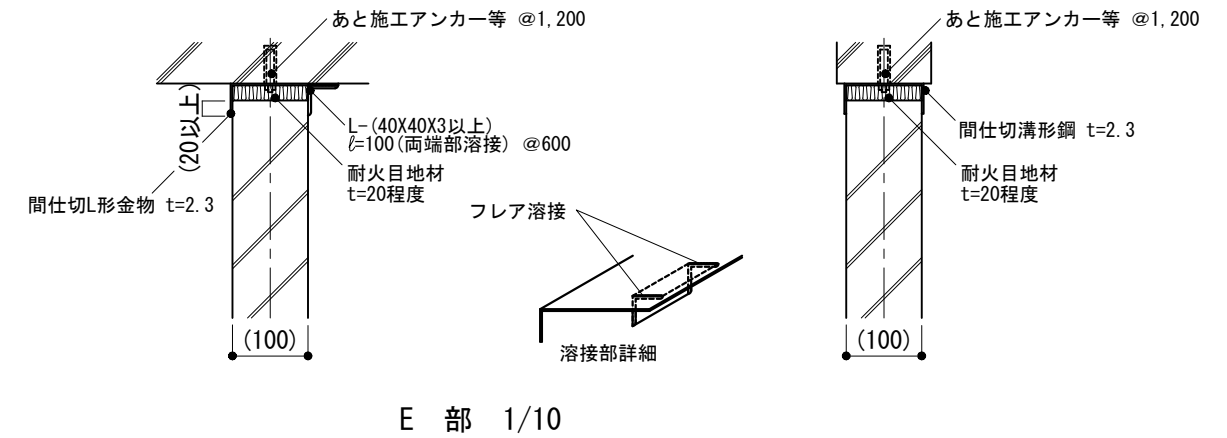 あと施工アンカー等 @1,200
(20以上)
L-(40X40X3以上)
ℓ=100(両端部溶接) @600
耐火目地材
t=20程度
間仕切L形金物 t=2.3
(100)
フレア溶接
溶接部詳細
あと施工アンカー等 @1,200
間仕切溝形鋼 t=2.3
耐火目地材
t=20程度
(100)
E 部 1/10